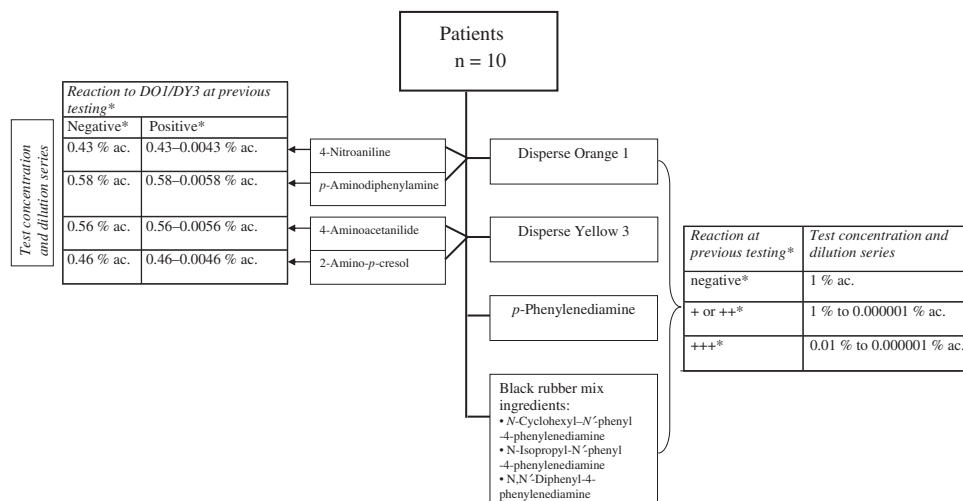 Patients
n = 10
Reaction to DO1/DY3 at previous
testing*
Negative* Positive*
0.43 % ac. 0.43–0.0043 % ac.
0.58 % ac. 0.58–0.0058 % ac.
0.56 % ac. 0.56–0.0056 % ac.
0.46 % ac. 0.46–0.0046 % ac.
Test concentration
and dilution series
4-Nitroaniline
p-Aminodiphenylamine
4-Aminoacetanilide
2-Amino-p-cresol
Disperse Orange 1
Disperse Yellow 3
p-Phenylenediamine
Black rubber mix
ingredients:
• N-Cyclohexyl–N′-phenyl
-4-phenylenediamine
• N-Isopropyl-N′-phenyl
-4-phenylenediamine
• N,N′-Diphenyl-4-
phenylenediamine
Reaction at Test concentration and
previous testing* dilution series
negative* 1 % ac.
+ or ++* 1 % to 0.000001 % ac.
+++* 0.01 % to 0.000001 % ac.